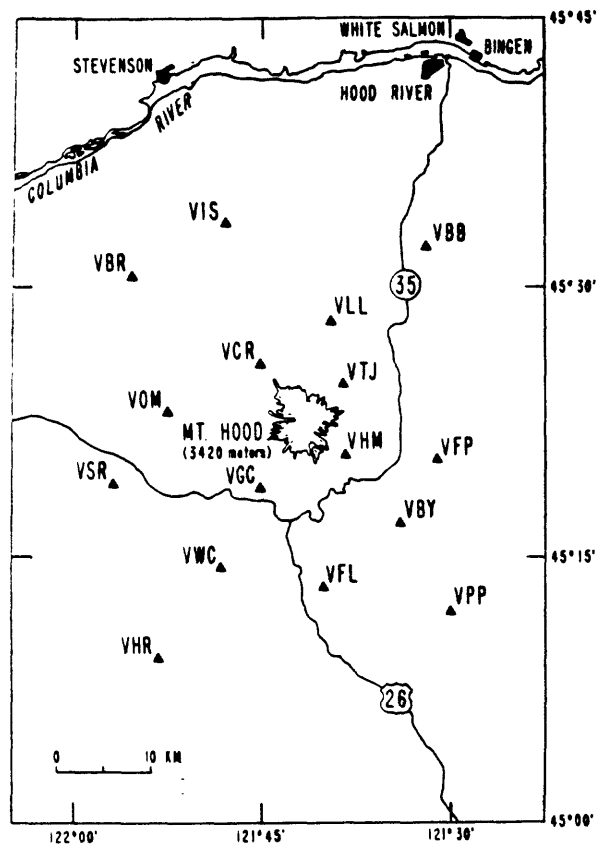 45°45'
WHITE SALMON
BINGEN
STEVENSON
HOOD RIVER
COLUMBIA RIVER
VIS
VBB
VBR
35
45°30'
VLL
VCR
VTJ
VOM
MT. HOOD
(3420 meters)
VHM
VFP
VSR
VGC
VBY
VWC
VFL
45°15'
VPP
VHR
26
0 10 KM
45°00'
122°00' 121°45' 121°30'